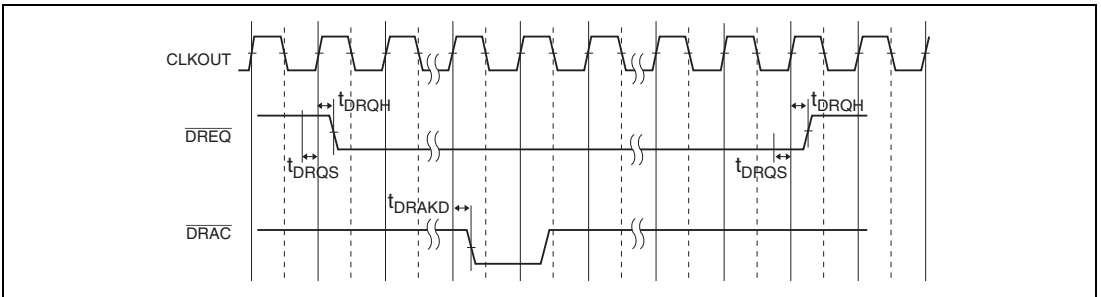 CLKOUT
tDRQH
tDRQH
DREQ
tDRQS
tDRQS
tDRAKD
DRAC